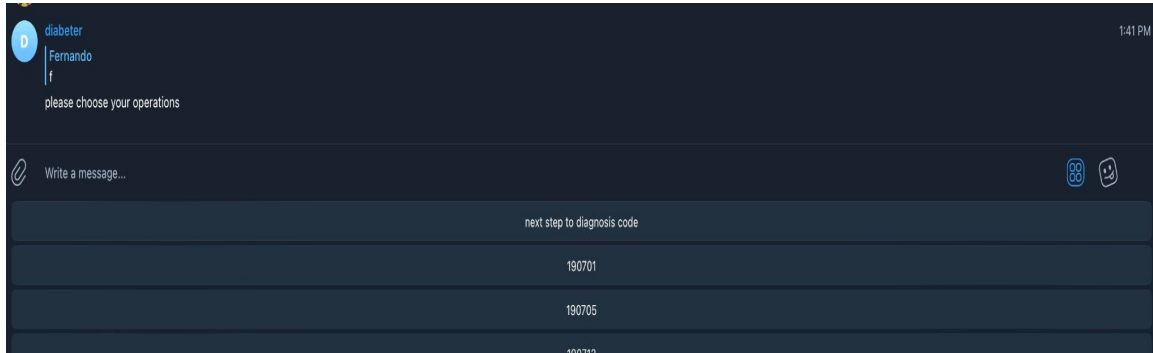 D
diabeter
1:41 PM
Fernando
f
please choose your operations
Write a message...
next step to diagnosis code
190701
190705